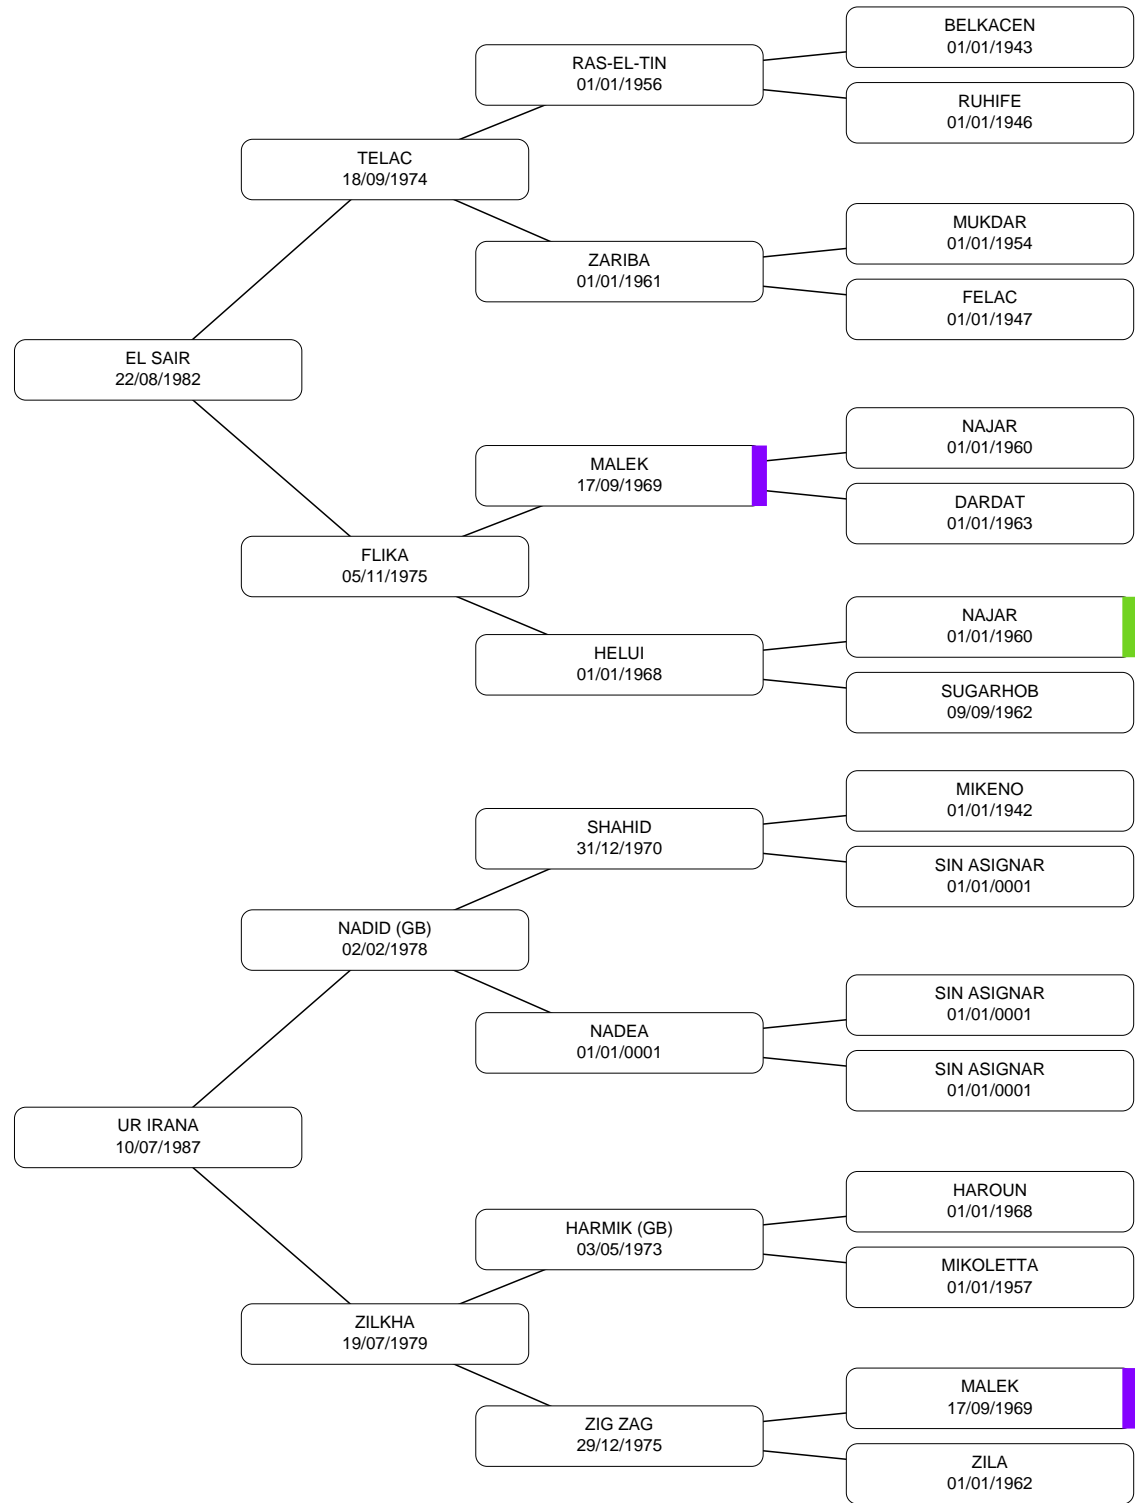 BELKACEN
01/01/1943
RAS-EL-TIN
01/01/1956
RUHIFE
01/01/1946
TELAC
18/09/1974
MUKDAR
01/01/1954
ZARIBA
01/01/1961
FELAC
01/01/1947
EL SAIR
22/08/1982
NAJAR
01/01/1960
MALEK
17/09/1969
DARDAT
01/01/1963
FLIKA
05/11/1975
NAJAR
01/01/1960
HELUI
01/01/1968
SUGARHOB
09/09/1962
MIKENO
01/01/1942
SHAHID
31/12/1970
SIN ASIGNAR
01/01/0001
NADID (GB)
02/02/1978
SIN ASIGNAR
01/01/0001
NADEA
01/01/0001
SIN ASIGNAR
01/01/0001
UR IRANA
10/07/1987
HAROUN
01/01/1968
HARMIK (GB)
03/05/1973
MIKOLETTA
01/01/1957
ZILKHA
19/07/1979
MALEK
17/09/1969
ZIG ZAG
29/12/1975
ZILA
01/01/1962